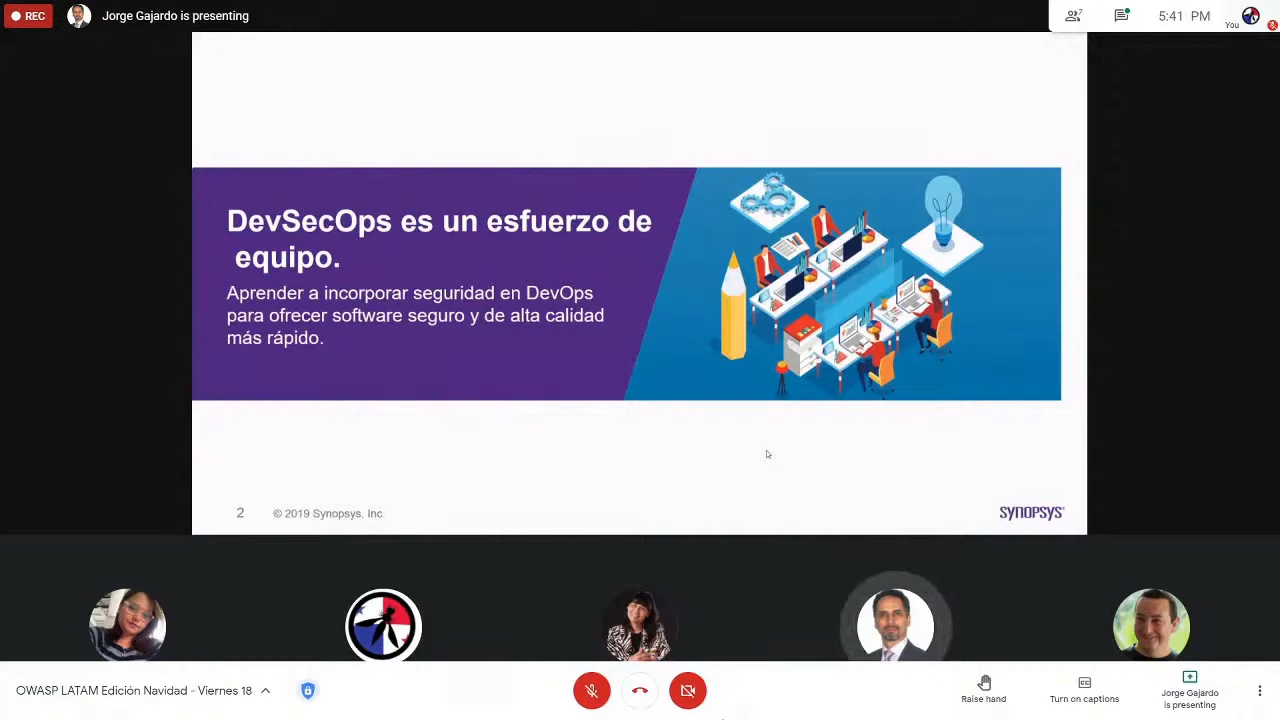 REC
Jorge Gajardo is presenting
7
5:41 PM
You
DevSecOps es un esfuerzo de
equipo.
Aprender a incorporar seguridad en DevOps
para ofrecer software seguro y de alta calidad
más rápido.
2
© 2019 Synopsys, Inc.
SYNOPSYS®
OWASP LATAM Edición Navidad - Viernes 18
Raise hand
Turn on captions
Jorge Gajardo
is presenting